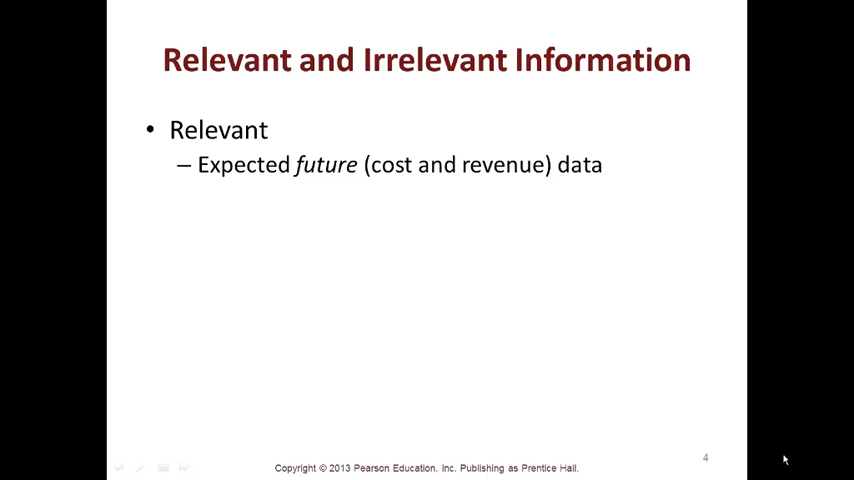 Relevant and Irrelevant Information
• Relevant
– Expected future (cost and revenue) data
4
Copyright © 2013 Pearson Education, Inc. Publishing as Prentice Hall.